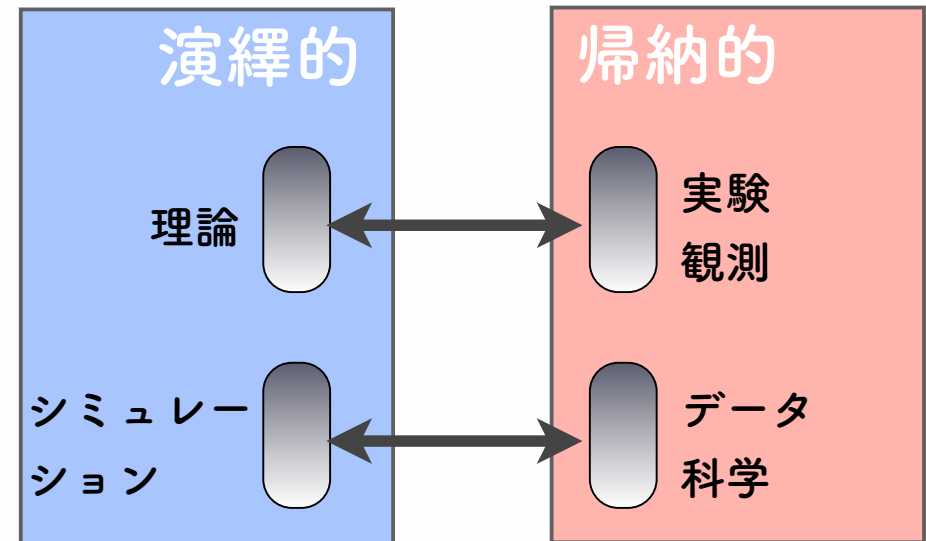 演繹的
帰納的
理論
実験
観測
シミュレー
ション
データ
科学